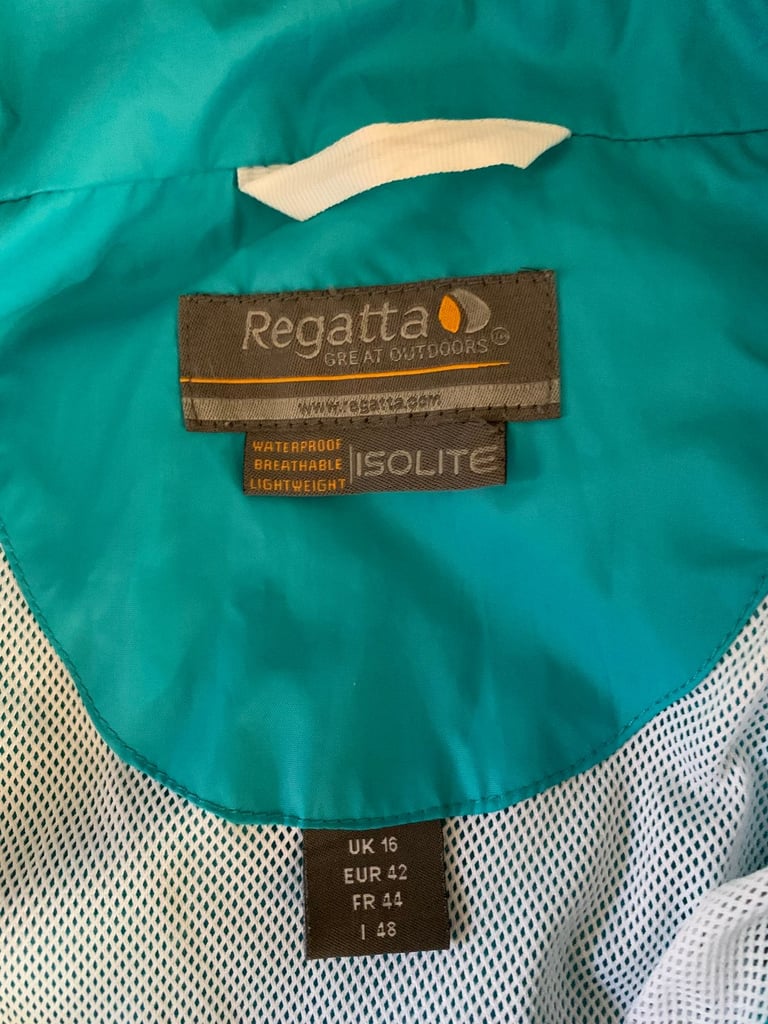 Regatta
GREAT OUTDOORS
www.regatta.com
WATERPROOF
BREATHABLE
LIGHTWEIGHT
ISOLITE
UK 16
EUR 42
FR 44
I 48